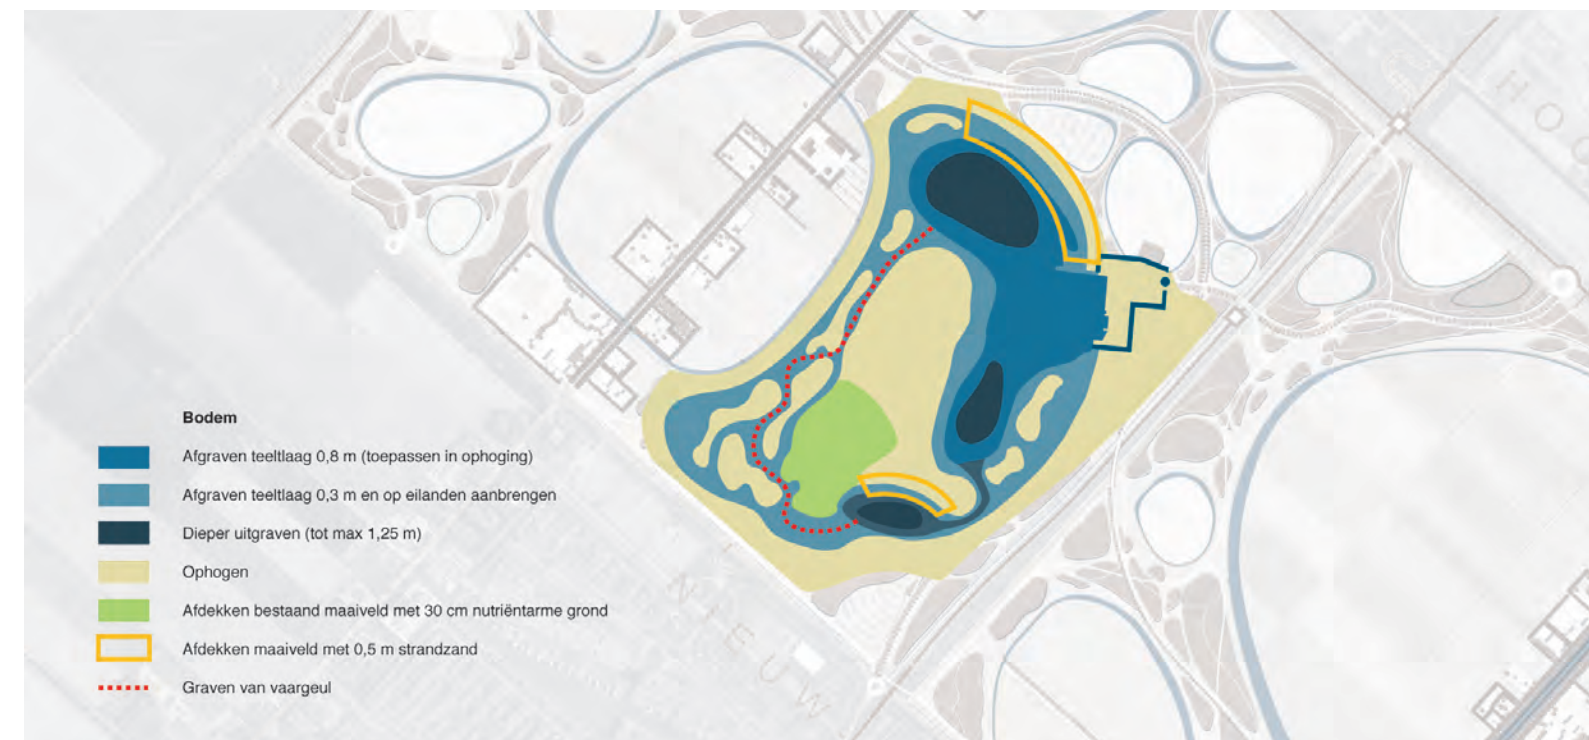 HO
Bodem
Afgraven teeltlaag 0,8 m (toepassen in ophoging)
Afgraven teeltlaag 0,3 m en op eilanden aanbrengen
Dieper uitgraven (tot max 1,25 m)
Ophogen
Afdekken bestaand maaiveld met 30 cm nutriëntarme grond
Afdekken maaiveld met 0,5 m strandzand
Graven van vaargeul
NIEUW